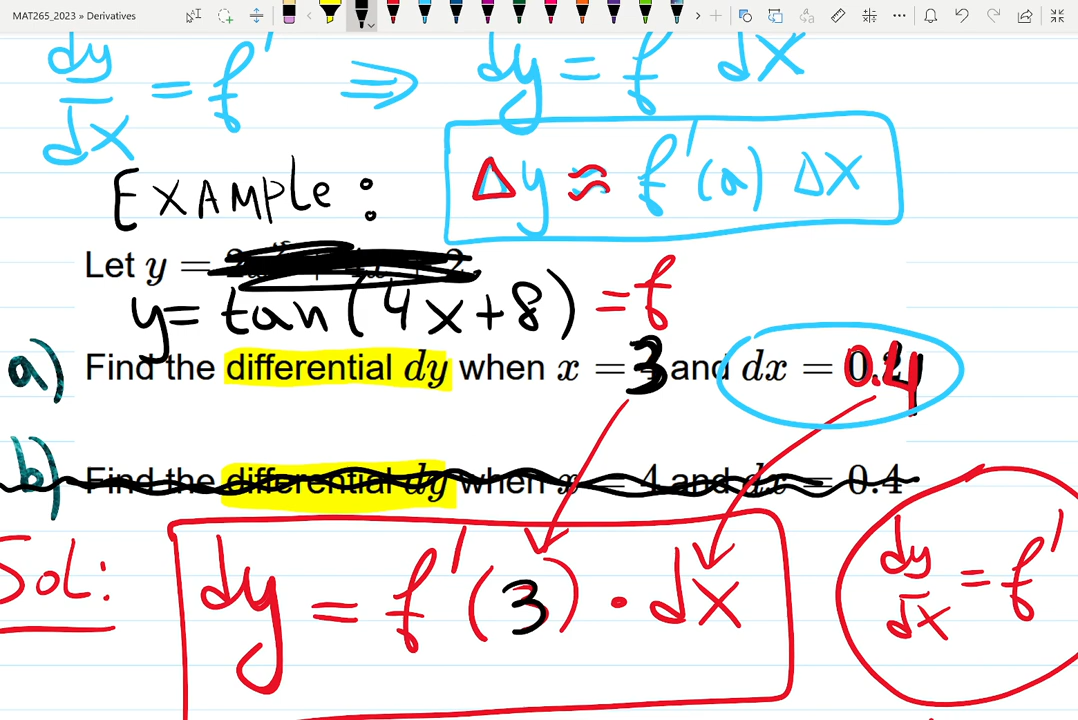 MAT265_2023 » Derivatives
dy/dx = f' ⇒ dy = f' dx
EXAMPLE:
Δy ≈ f'(a) Δx
Let y =
y = tan(4x+8) = f
a) Find the differential dy when x = 3 and dx = 0.4
b) Find the differential dy when x = 4 and dx = 0.4
Sol:
dy = f'(3) · dx
dy/dx = f'